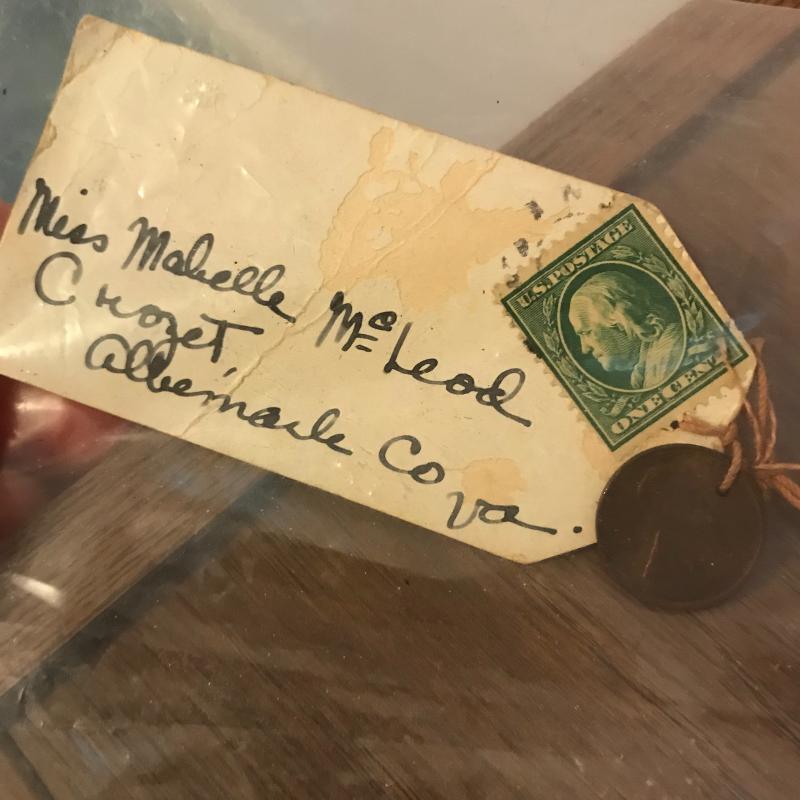 Miss Mabelle McLeod
Crozet,
Albemarle Co
Va.
U.S. POSTAGE
ONE CENT